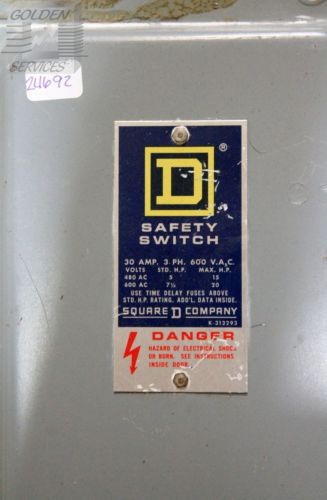 GOLDEN
SERVICES
24692
D
®
SAFETY
SWITCH
30 AMP. 3 PH. 600 V.A.C.
VOLTS STD. H.P. MAX. H.P.
480 AC 5 15
600 AC 7½ 20
USE TIME DELAY FUSES ABOVE
STD. H.P. RATING. ADD'L. DATA INSIDE.
SQUARE D COMPANY
K-313293
DANGER
HAZARD OF ELECTRICAL SHOCK
OR BURN. SEE INSTRUCTIONS
INSIDE DOOR.